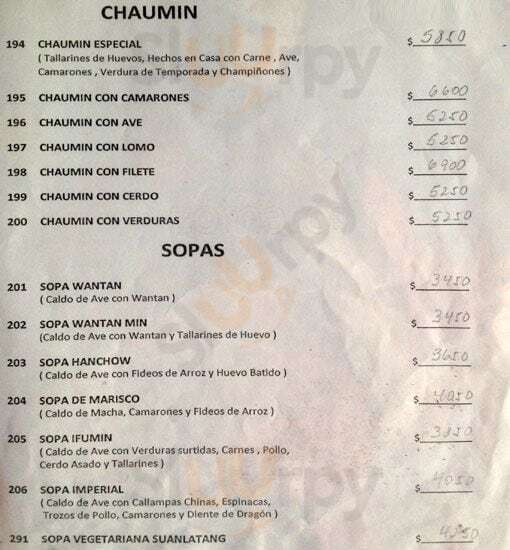 CHAUMIN
194 CHAUMIN ESPECIAL $ 5850
( Tallarines de Huevos, Hechos en Casa con Carne , Ave,
Camarones , Verdura de Temporada y Champiñones )
195 CHAUMIN CON CAMARONES $ 6600
196 CHAUMIN CON AVE $ 5250
197 CHAUMIN CON LOMO $ 5250
198 CHAUMIN CON FILETE $ 6900
199 CHAUMIN CON CERDO $ 5250
200 CHAUMIN CON VERDURAS $ 5250
SOPAS
201 SOPA WANTAN $ 3450
( Caldo de Ave con Wantan )
202 SOPA WANTAN MIN $ 3450
(Caldo de Ave con Wantan y Tallarines de Huevo )
203 SOPA HANCHOW $ 3650
( Caldo de Ave con Fideos de Arroz y Huevo Batido )
204 SOPA DE MARISCO $ 4050
( Caldo de Macha, Camarones y Fideos de Arroz )
205 SOPA IFUMIN $
( Caldo de Ave con Verduras surtidas, Carnes , Pollo,
Cerdo Asado y Tallarines )
206 SOPA IMPERIAL $ 4050
( Caldo de Ave con Callampas Chinas, Espinacas,
Trozos de Pollo, Camarones y Diente de Dragón )
291 SOPA VEGETARIANA SUANLATANG $